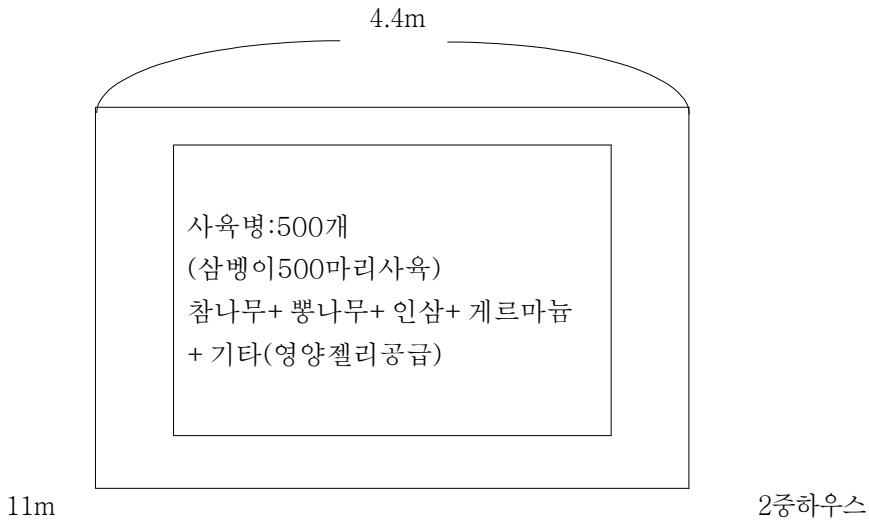 4.4m
사육병:500개
(삼벵이500마리사육)
참나무+ 뽕나무+ 인삼+ 게르마늄
+ 기타(영양젤리공급)
11m
2중하우스